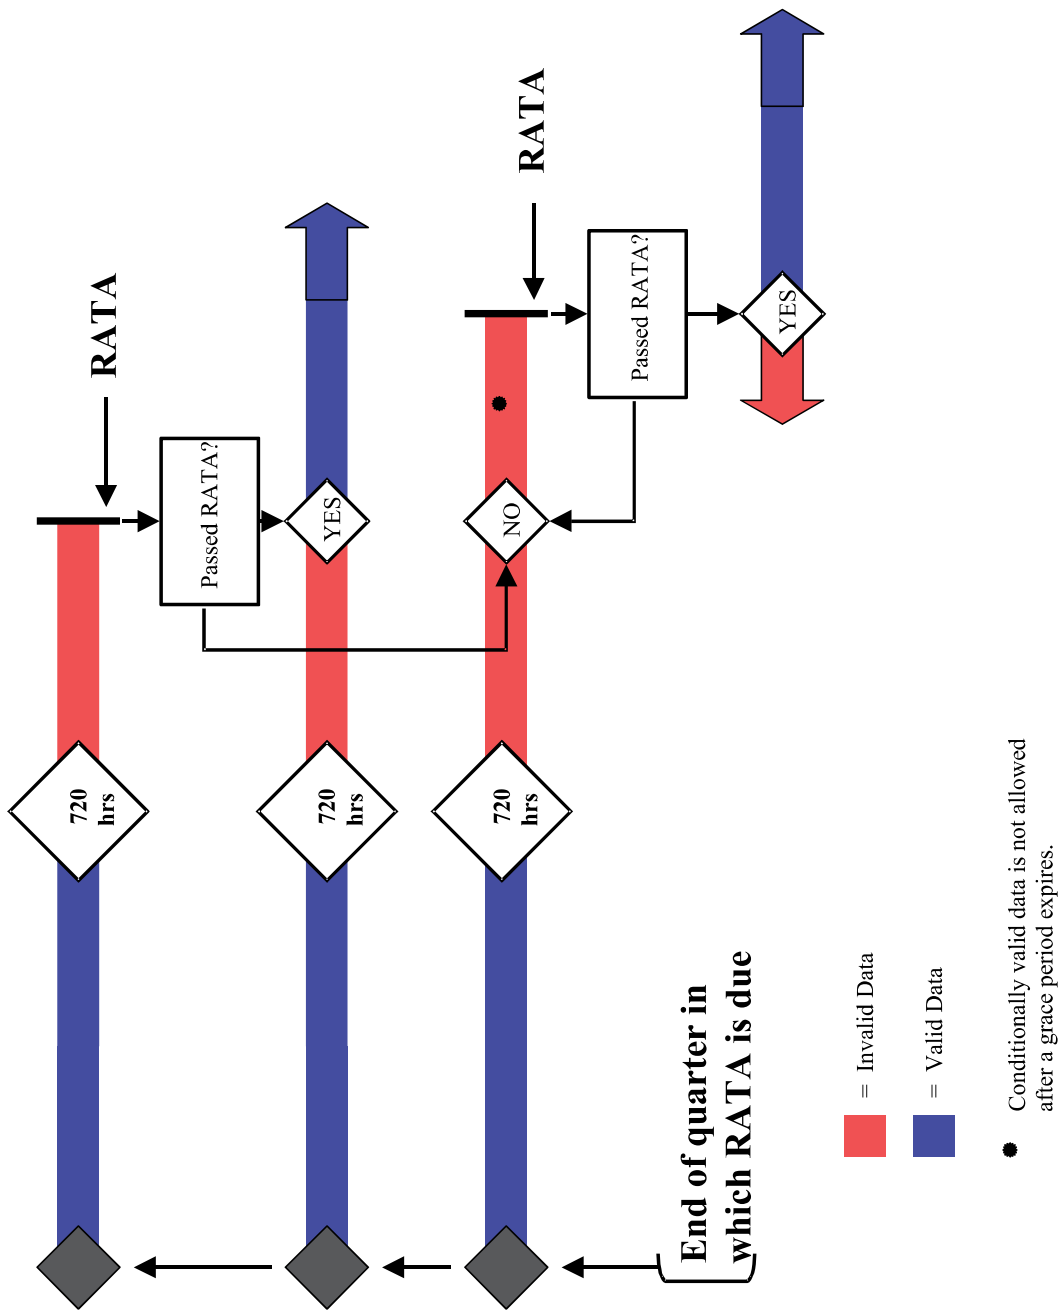 720
hrs
RATA
Passed RATA?
720
hrs
YES
720
hrs
NO
RATA
Passed RATA?
End of quarter in
which RATA is due
YES
= Invalid Data
= Valid Data
Conditionally valid data is not allowed
after a grace period expires.